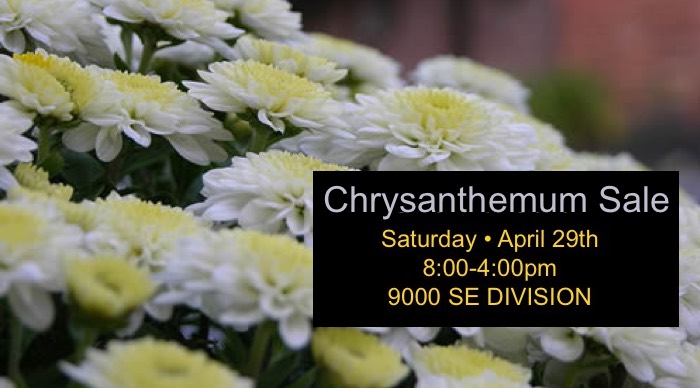 Chrysanthemum Sale
Saturday • April 29th
8:00-4:00pm
9000 SE DIVISION